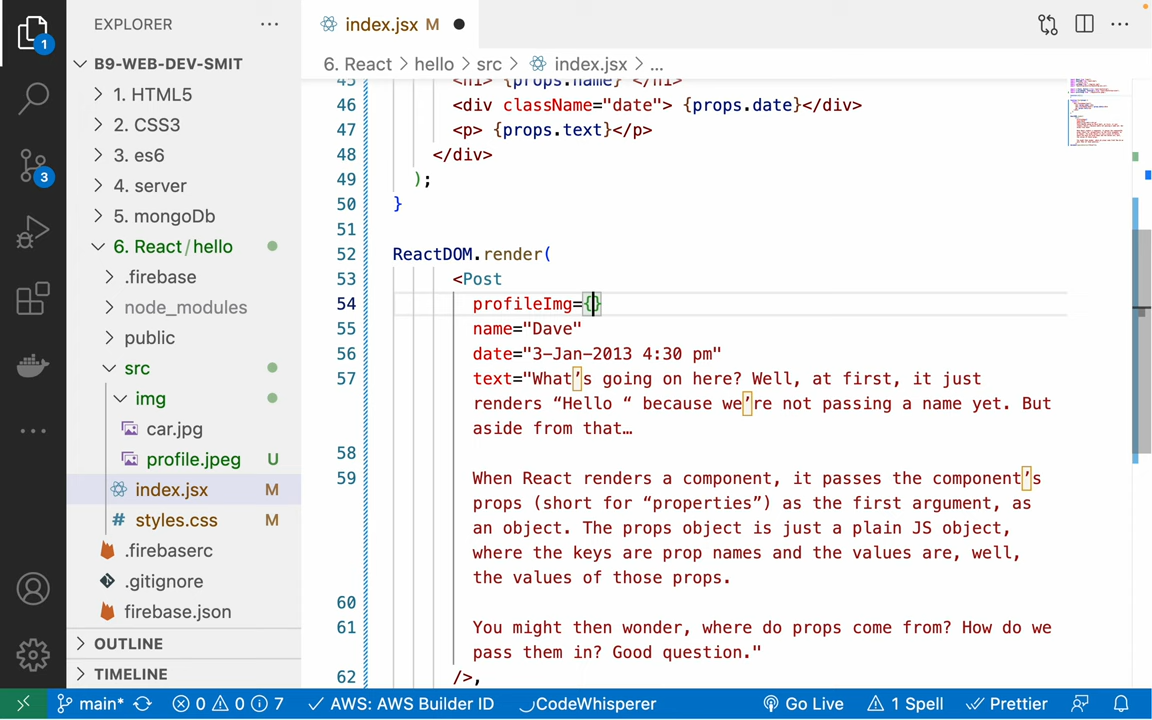 EXPLORER
index.jsx M
1
B9-WEB-DEV-SMIT
6. React > hello > src > index.jsx > ...
1. HTML5
2. CSS3
3. es6
3
4. server
5. mongoDb
6. React/hello
.firebase
node_modules
public
src
img
car.jpg
profile.jpeg U
index.jsx M
styles.css M
.firebaserc
.gitignore
firebase.json
OUTLINE
TIMELINE
45 <h1> {props.name} </h1>
46 <div className="date"> {props.date}</div>
47 <p> {props.text}</p>
48 </div>
49 );
50 }
51
52 ReactDOM.render(
53 <Post
54 profileImg={}
55 name="Dave"
56 date="3-Jan-2013 4:30 pm"
57 text="What’s going on here? Well, at first, it just
renders “Hello “ because we’re not passing a name yet. But
aside from that…
58
59 When React renders a component, it passes the component’s
props (short for “properties”) as the first argument, as
an object. The props object is just a plain JS object,
where the keys are prop names and the values are, well,
the values of those props.
60
61 You might then wonder, where do props come from? How do we
pass them in? Good question."
62 />,
main* 0 0 7 AWS: AWS Builder ID CodeWhisperer Go Live 1 Spell Prettier